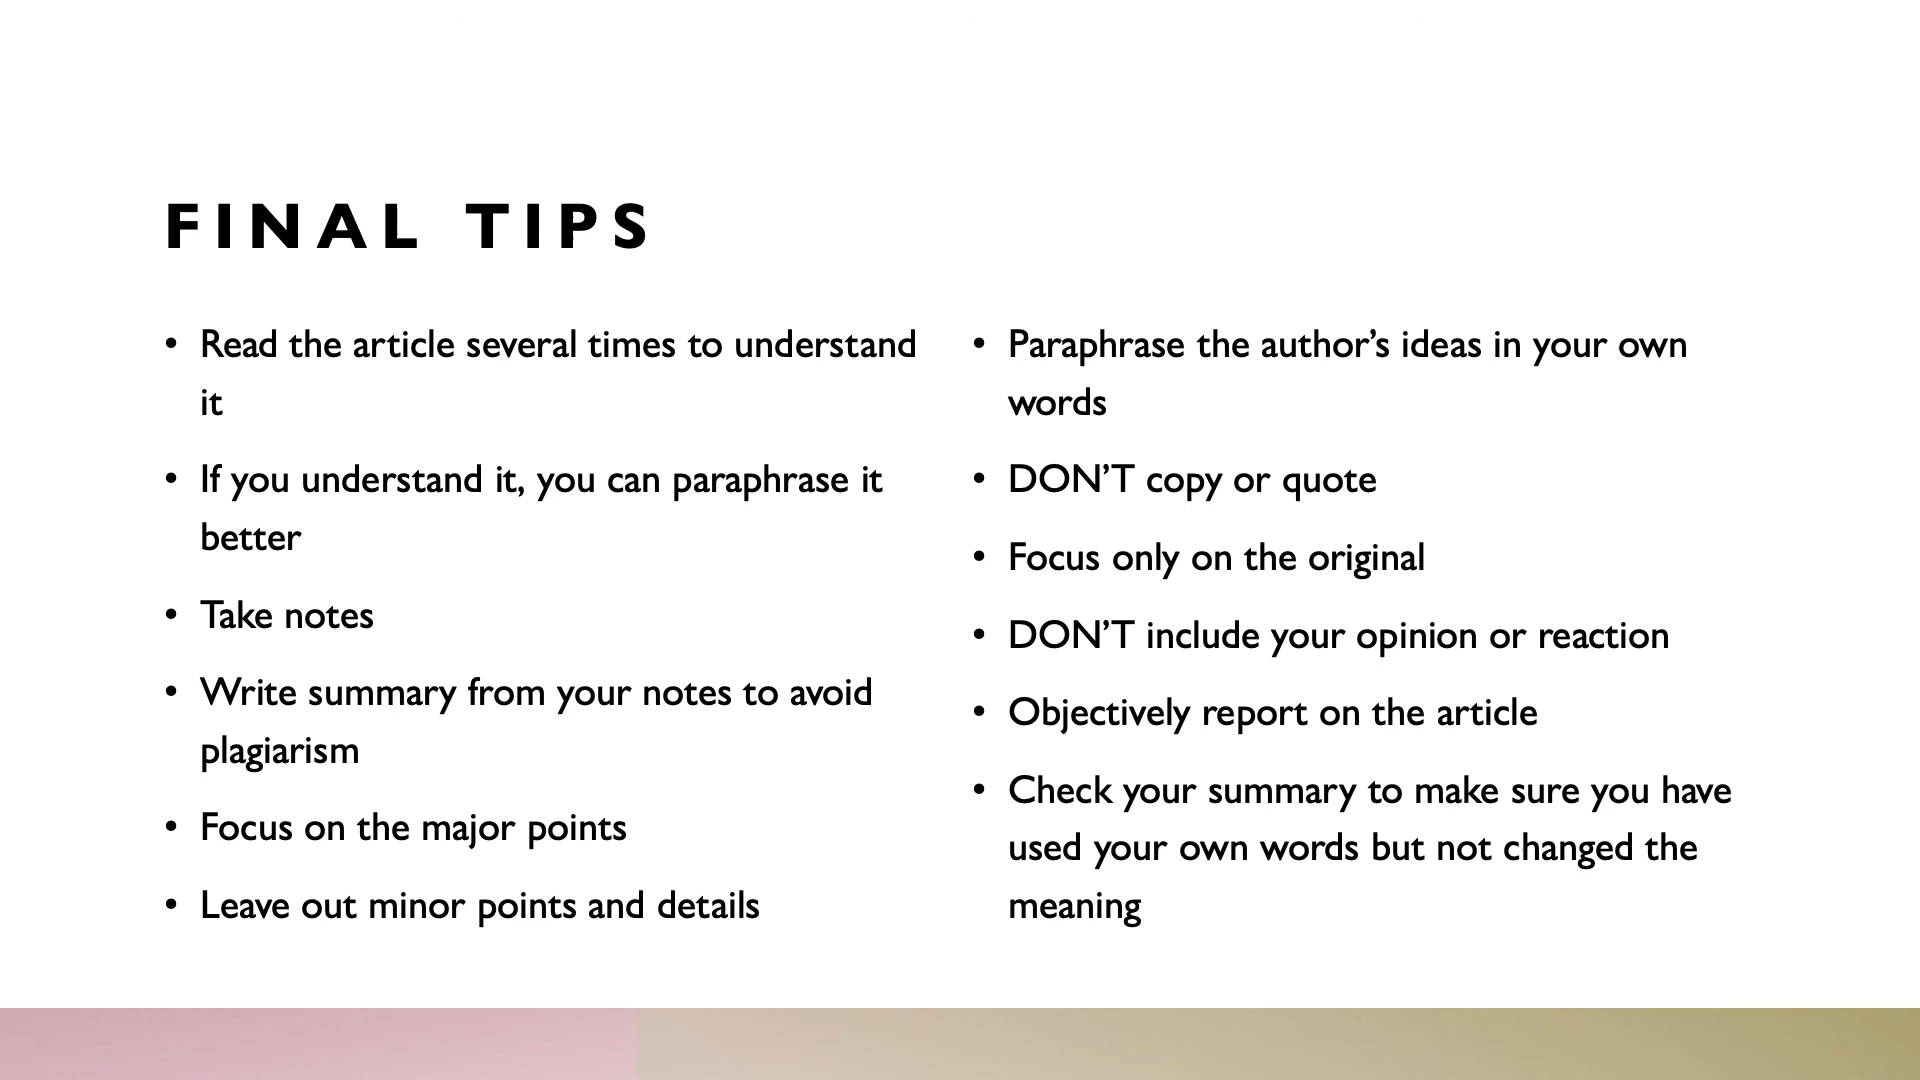 FINAL TIPS
• Read the article several times to understand
it
• If you understand it, you can paraphrase it
better
• Take notes
• Write summary from your notes to avoid
plagiarism
• Focus on the major points
• Leave out minor points and details
• Paraphrase the author’s ideas in your own
words
• DON’T copy or quote
• Focus only on the original
• DON’T include your opinion or reaction
• Objectively report on the article
• Check your summary to make sure you have
used your own words but not changed the
meaning